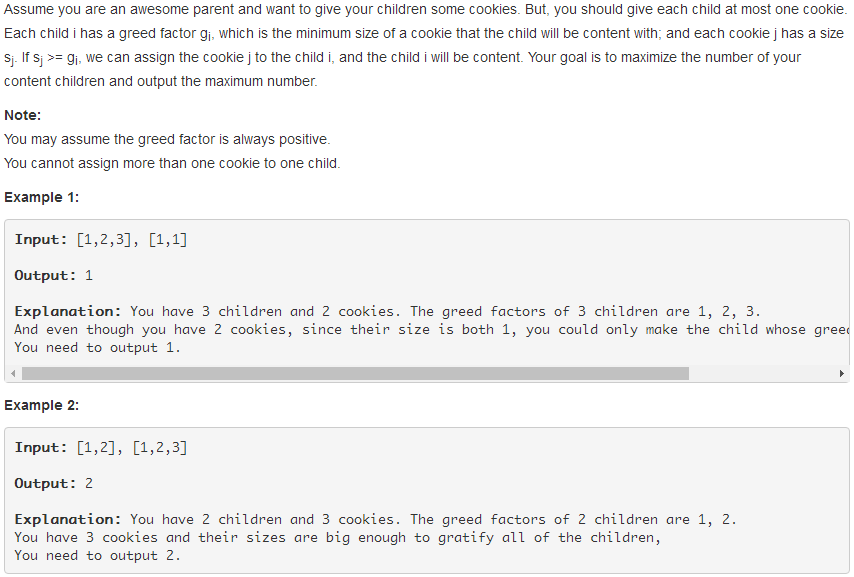 Assume you are an awesome parent and want to give your children some cookies. But, you should give each child at most one cookie.
Each child i has a greed factor gi, which is the minimum size of a cookie that the child will be content with; and each cookie j has a size
sj. If sj >= gi, we can assign the cookie j to the child i, and the child i will be content. Your goal is to maximize the number of your
content children and output the maximum number.
Note:
You may assume the greed factor is always positive.
You cannot assign more than one cookie to one child.
Example 1:
Input: [1,2,3], [1,1]
Output: 1
Explanation: You have 3 children and 2 cookies. The greed factors of 3 children are 1, 2, 3.
And even though you have 2 cookies, since their size is both 1, you could only make the child whose
You need to output 1.
Example 2:
Input: [1,2], [1,2,3]
Output: 2
Explanation: You have 2 children and 3 cookies. The greed factors of 2 children are 1, 2.
You have 3 cookies and their sizes are big enough to gratify all of the children,
You need to output 2.